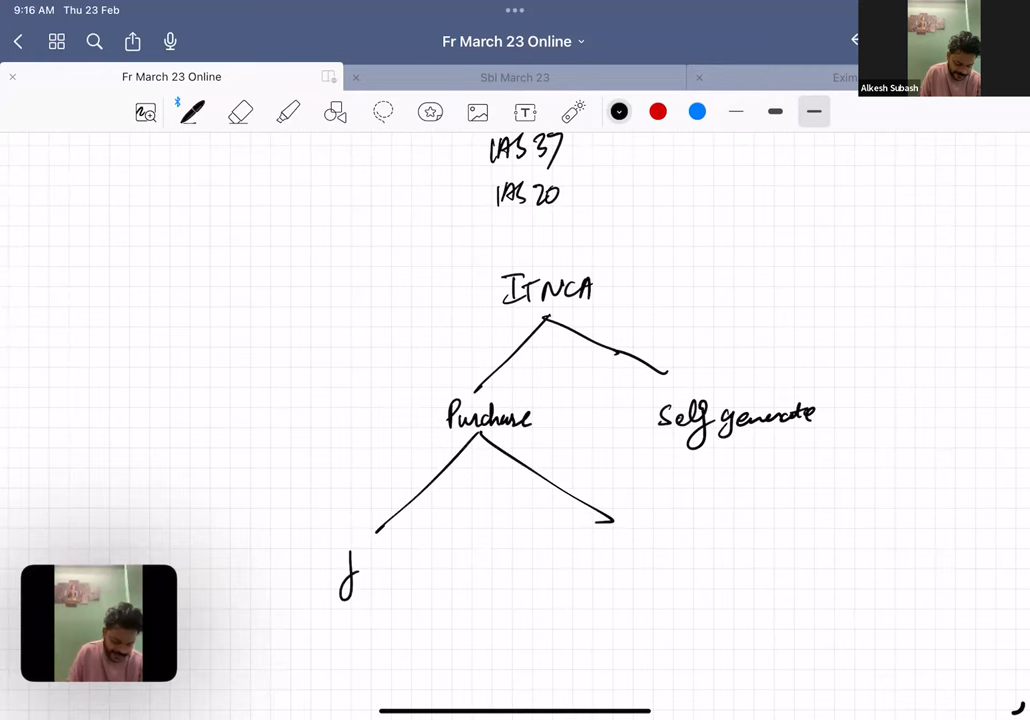 9:16 AM Thu 23 Feb
Fr March 23 Online
Fr March 23 Online
Sbl March 23
Exim
Alkesh Subash
IAS 37
IAS 20
ITNCA
Purchase
Self generate